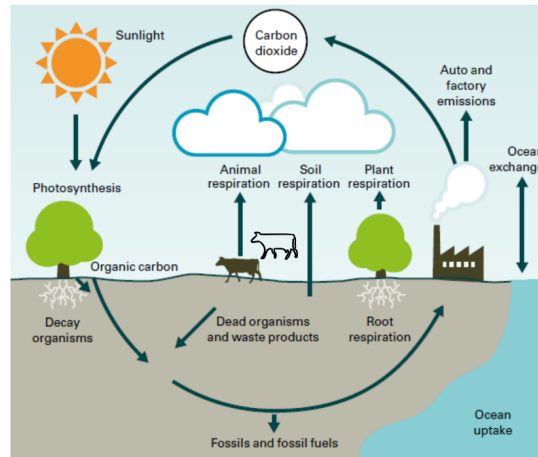 Sunlight
Carbon
dioxide
Auto and
factory
emissions
Ocean
exchange
Photosynthesis
Animal
respiration
Soil
respiration
Plant
respiration
Organic carbon
Decay
organisms
Dead organisms
and waste products
Root
respiration
Fossils and fossil fuels
Ocean
uptake